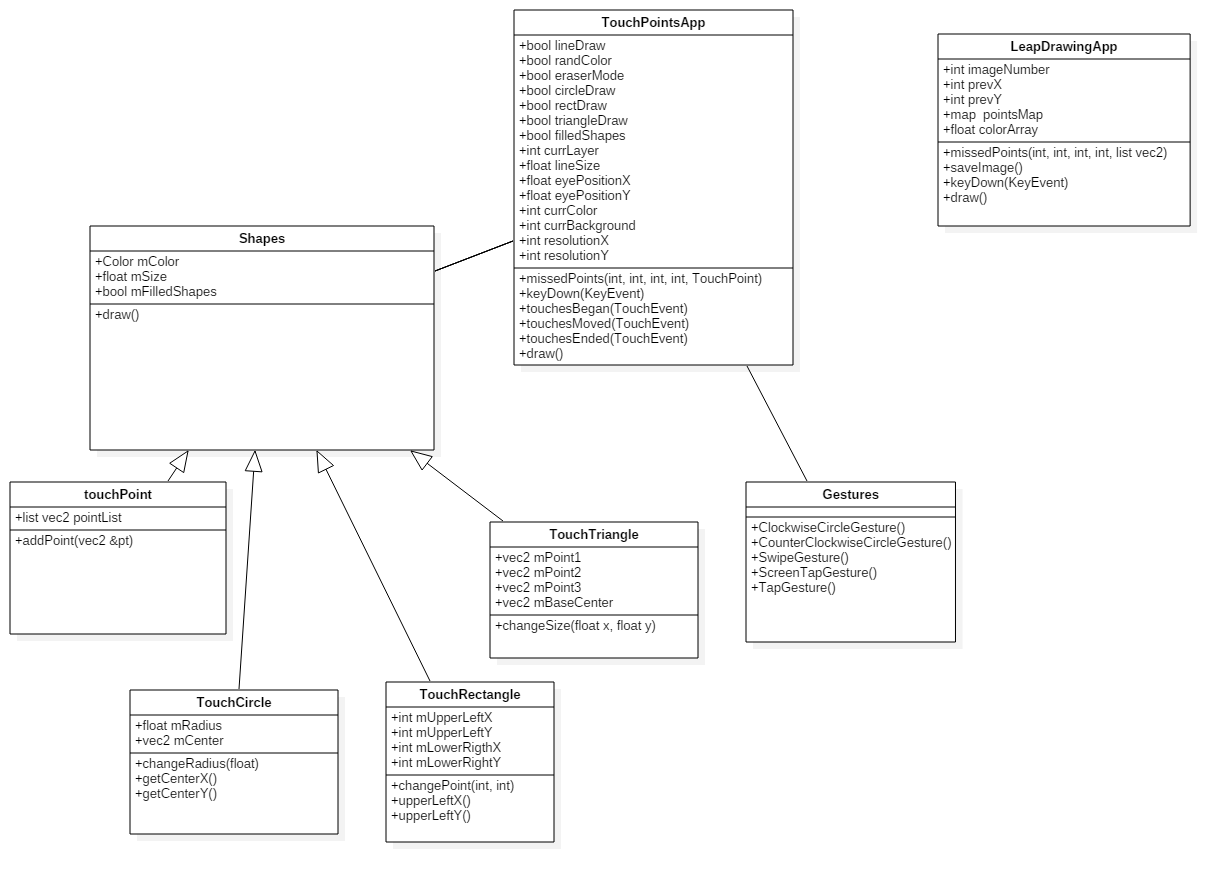 TouchPointsApp
+bool lineDraw
+bool randColor
+bool eraserMode
+bool circleDraw
+bool rectDraw
+bool triangleDraw
+bool filledShapes
+int currLayer
+float lineSize
+float eyePositionX
+float eyePositionY
+int currColor
+int currBackground
+int resolutionX
+int resolutionY
+missedPoints(int, int, int, int, TouchPoint)
+keyDown(KeyEvent)
+touchesBegan(TouchEvent)
+touchesMoved(TouchEvent)
+touchesEnded(TouchEvent)
+draw()
LeapDrawingApp
+int imageNumber
+int prevX
+int prevY
+map  pointsMap
+float colorArray
+missedPoints(int, int, int, int, list vec2)
+saveImage()
+keyDown(KeyEvent)
+draw()
Shapes
+Color mColor
+float mSize
+bool mFilledShapes
+draw()
touchPoint
+list vec2 pointList
+addPoint(vec2 &pt)
TouchTriangle
+vec2 mPoint1
+vec2 mPoint2
+vec2 mPoint3
+vec2 mBaseCenter
+changeSize(float x, float y)
Gestures
+ClockwiseCircleGesture()
+CounterClockwiseCircleGesture()
+SwipeGesture()
+ScreenTapGesture()
+TapGesture()
TouchCircle
+float mRadius
+vec2 mCenter
+changeRadius(float)
+getCenterX()
+getCenterY()
TouchRectangle
+int mUpperLeftX
+int mUpperLeftY
+int mLowerRigthX
+int mLowerRightY
+changePoint(int, int)
+upperLeftX()
+upperLeftY()